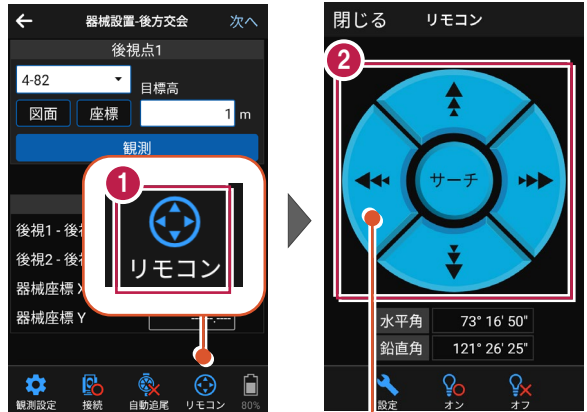 器械設置-後方交会
次へ
後視点1
4-82
目標高
図面
座標
1 m
観測
1
リモコン
後視1 - 後
後視2 - 後
器械座標 X
器械座標 Y
観測設定
接続
自動追尾
リモコン
80%
閉じる
リモコン
2
サーチ
水平角
73° 16' 50"
鉛直角
121° 26' 25"
設定
オン
オフ